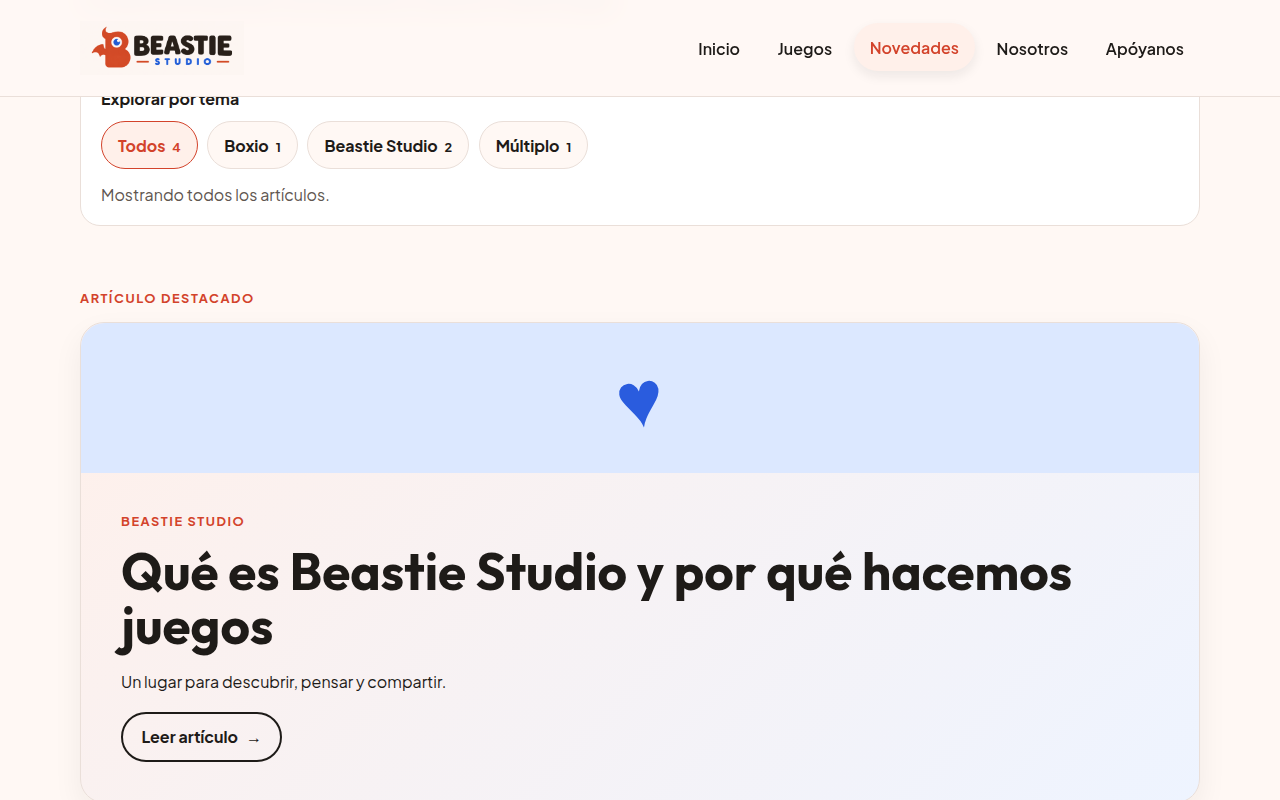 BEASTIE
STUDIO
Inicio
Juegos
Novedades
Nosotros
Apóyanos
Explorar por tema
Todos 4
Boxio 1
Beastie Studio 2
Múltiplo 1
Mostrando todos los artículos.
ARTÍCULO DESTACADO
BEASTIE STUDIO
Qué es Beastie Studio y por qué hacemos
juegos
Un lugar para descubrir, pensar y compartir.
Leer artículo →